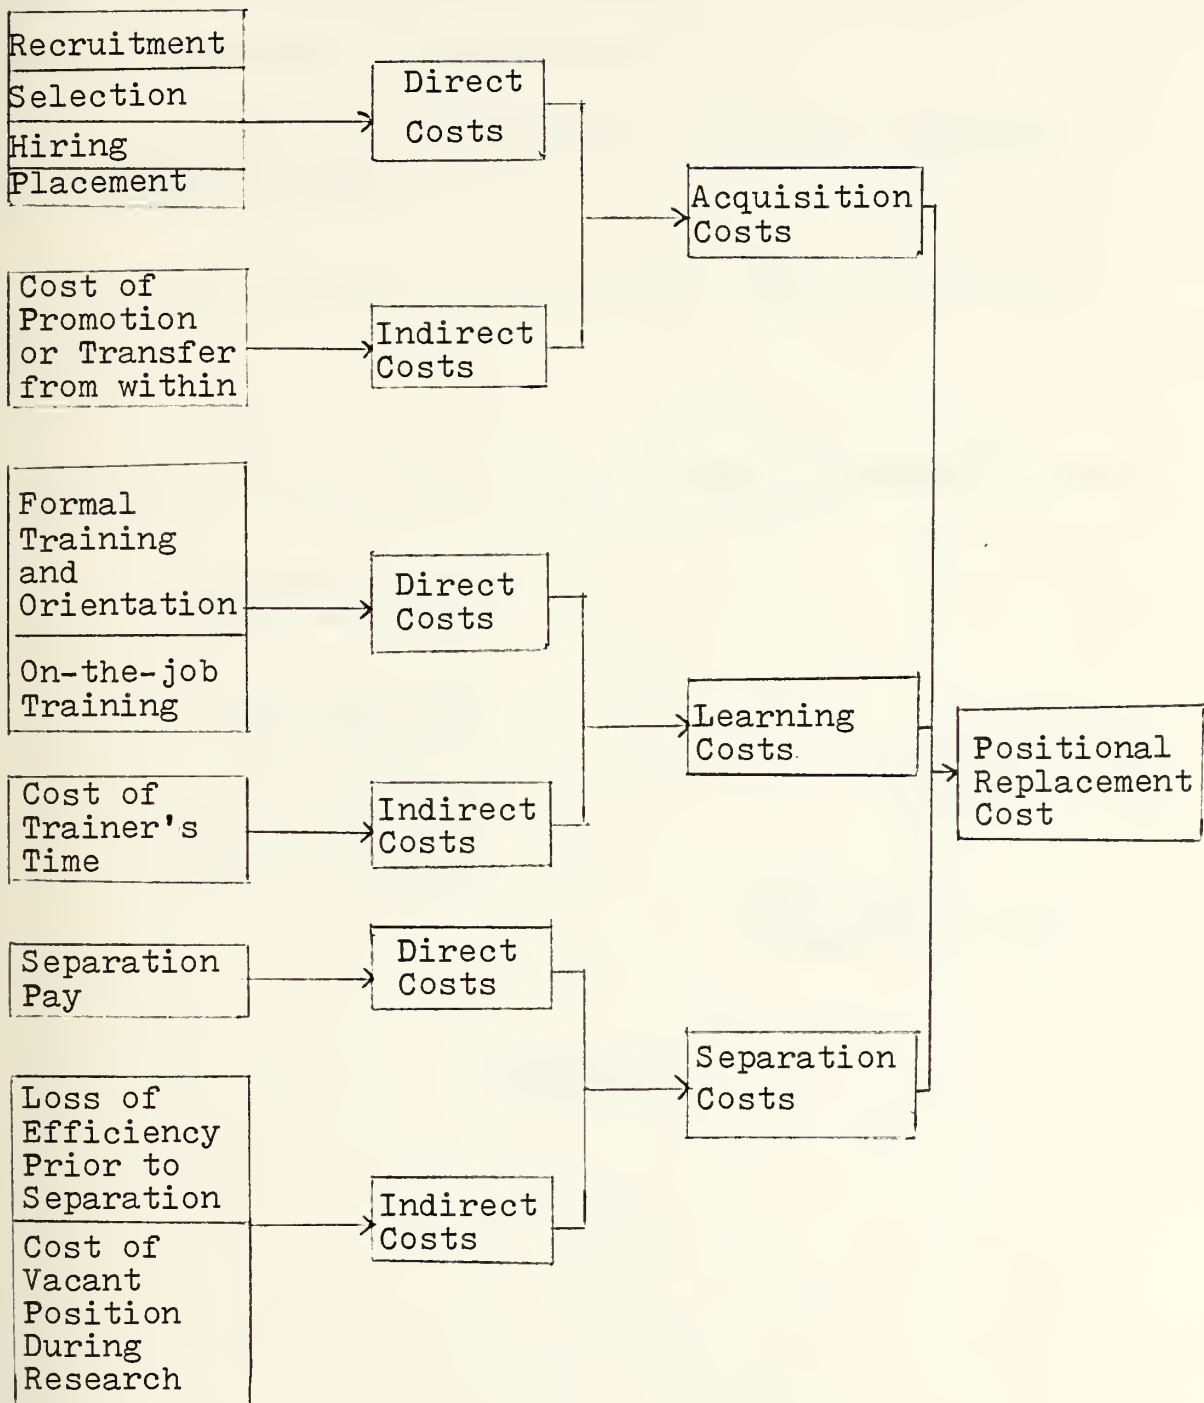 Recruitment
Selection
Hiring
Placement
Direct
Costs
Cost of
Promotion
or Transfer
from within
Indirect
Costs
Acquisition
Costs
Formal
Training
and
Orientation
On-the-job
Training
Direct
Costs
Cost of
Trainer's
Time
Indirect
Costs
Learning
Costs
Separation
Pay
Direct
Costs
Loss of
Efficiency
Prior to
Separation
Cost of
Vacant
Position
During
Research
Indirect
Costs
Separation
Costs
Positional
Replacement
Cost